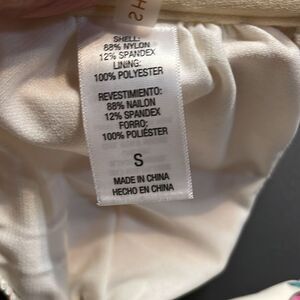 SH
SHELL:
88% NYLON
12% SPANDEX
LINING:
100% POLYESTER
REVESTIMIENTO:
88% NAILON
12% SPANDEX
FORRO:
100% POLIÉSTER
S
MADE IN CHINA
HECHO EN CHINA